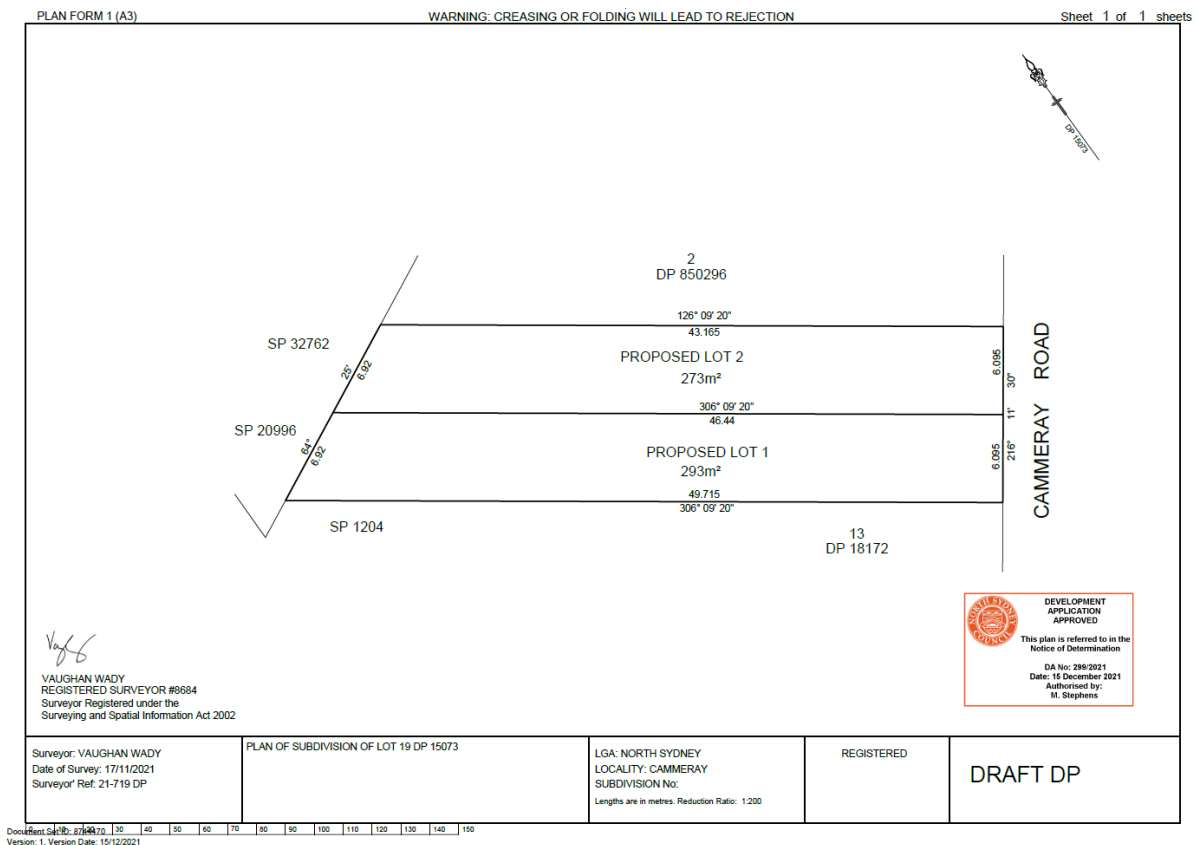 PLAN FORM 1 (A3)
WARNING: CREASING OR FOLDING WILL LEAD TO REJECTION
Sheet 1 of 1 sheets
DP 15073
2
DP 850296
126° 09' 20"
43.165
SP 32762
PROPOSED LOT 2
273m²
25'
6.92
6.095
30"
CAMMERAY ROAD
306° 09' 20"
46.44
11'
SP 20996
64°
6.92
PROPOSED LOT 1
293m²
6.095
216°
49.715
306° 09' 20"
SP 1204
13
DP 18172
NORTH SYDNEY
COUNCIL
DEVELOPMENT
APPLICATION
APPROVED
This plan is referred to in the
Notice of Determination
DA No: 299/2021
Date: 15 December 2021
Authorised by:
M. Stephens
VAUGHAN WADY
REGISTERED SURVEYOR #8684
Surveyor Registered under the
Surveying and Spatial Information Act 2002
Surveyor: VAUGHAN WADY
Date of Survey: 17/11/2021
Surveyor' Ref: 21-719 DP
PLAN OF SUBDIVISION OF LOT 19 DP 15073
LGA: NORTH SYDNEY
LOCALITY: CAMMERAY
SUBDIVISION No:
Lengths are in metres. Reduction Ratio: 1:200
REGISTERED
DRAFT DP
0 10 20 30 40 50 60 70 80 90 100 110 120 130 140 150
Document Set ID: 8744470
Version: 1, Version Date: 15/12/2021